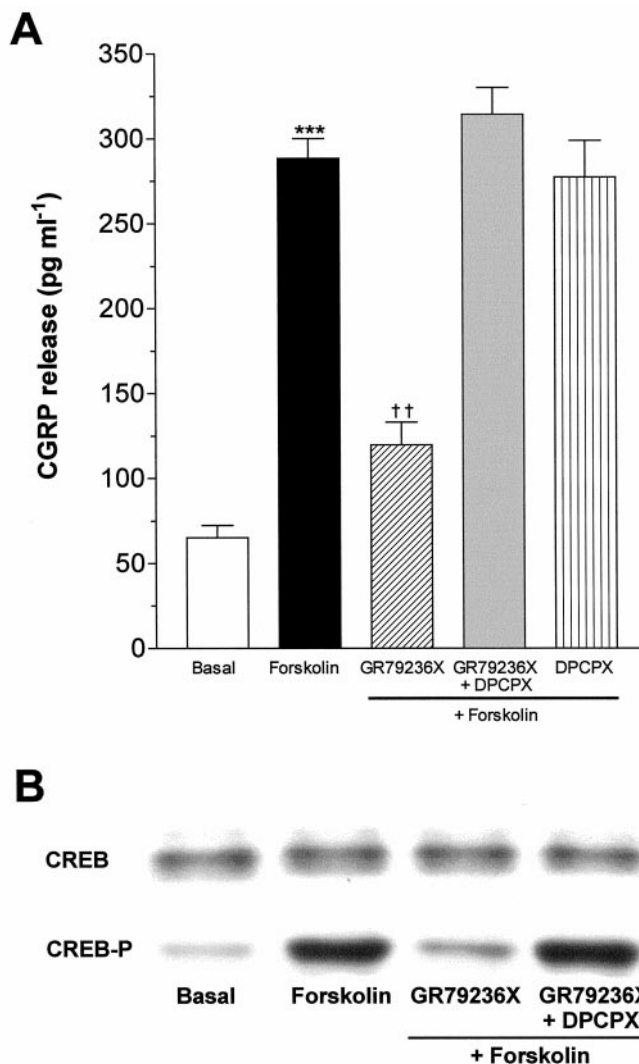 A
350
300
250
200
150
100
50
0
CGRP release (pg ml⁻¹)
***
††
Basal Forskolin GR79236X GR79236X DPCPX
+ DPCPX
+ Forskolin
B
CREB
CREB-P
Basal Forskolin GR79236X GR79236X
+ DPCPX
+ Forskolin